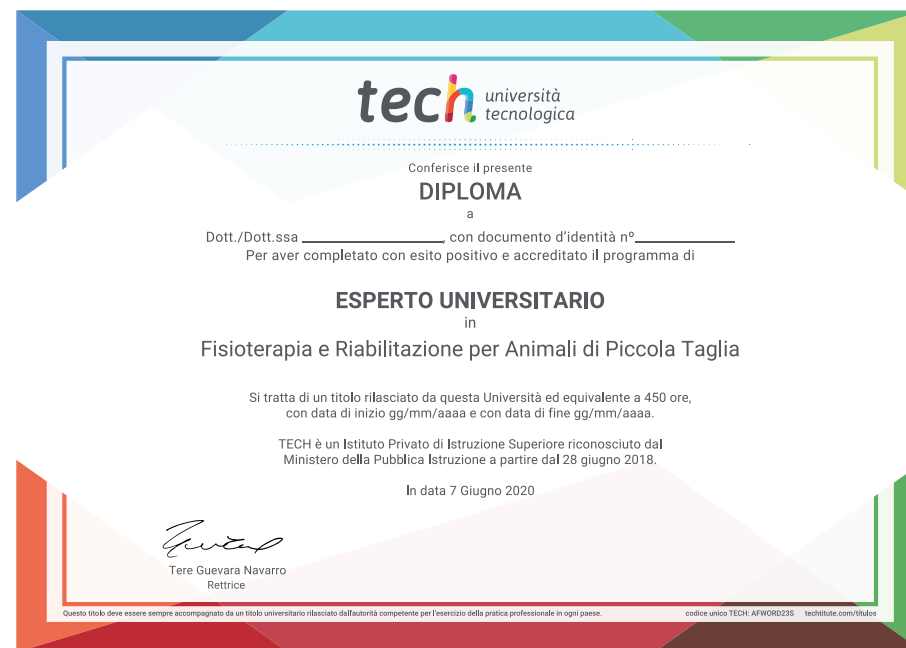 tech università
tecnologica
Conferisce il presente
DIPLOMA
a
Dott./Dott.ssa ____________________, con documento d'identità nº______________
Per aver completato con esito positivo e accreditato il programma di
ESPERTO UNIVERSITARIO
in
Fisioterapia e Riabilitazione per Animali di Piccola Taglia
Si tratta di un titolo rilasciato da questa Università ed equivalente a 450 ore,
con data di inizio gg/mm/aaaa e con data di fine gg/mm/aaaa.
TECH è un Istituto Privato di Istruzione Superiore riconosciuto dal
Ministero della Pubblica Istruzione a partire dal 28 giugno 2018.
In data 7 Giugno 2020
Tere Guevara Navarro
Rettrice
Questo titolo deve essere sempre accompagnato da un titolo universitario rilasciato dall'autorità competente per l'esercizio della pratica professionale in ogni paese. codice unico TECH: AFWORD23S techtitute.com/titulos